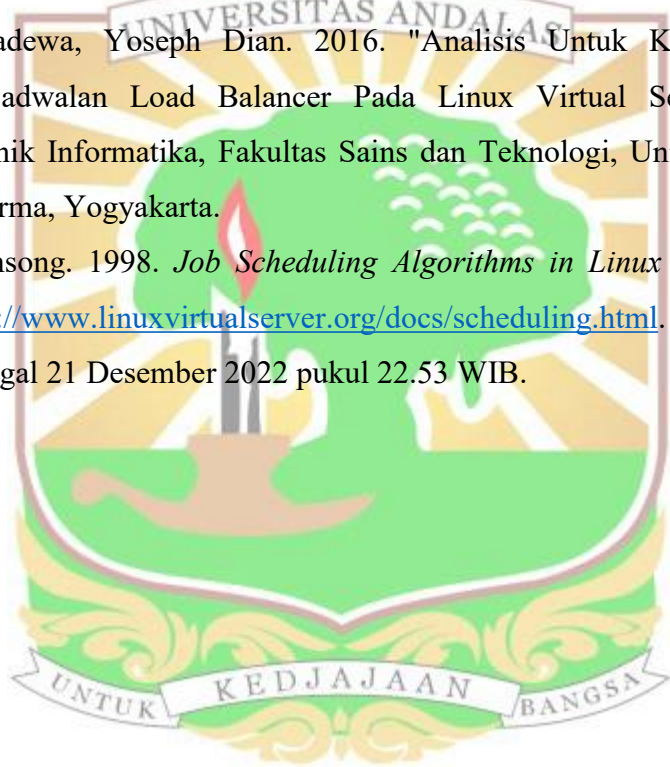 UNIVERSITAS ANDALAS
adewa, Yoseph Dian. 2016. "Analisis Untuk K
adwalan Load Balancer Pada Linux Virtual Se
nik Informatika, Fakultas Sains dan Teknologi, Un
rma, Yogyakarta.
nsong. 1998. Job Scheduling Algorithms in Linux
://www.linuxvirtualserver.org/docs/scheduling.html.
gal 21 Desember 2022 pukul 22.53 WIB.
UNTUK KEDJAJAAN BANGSA